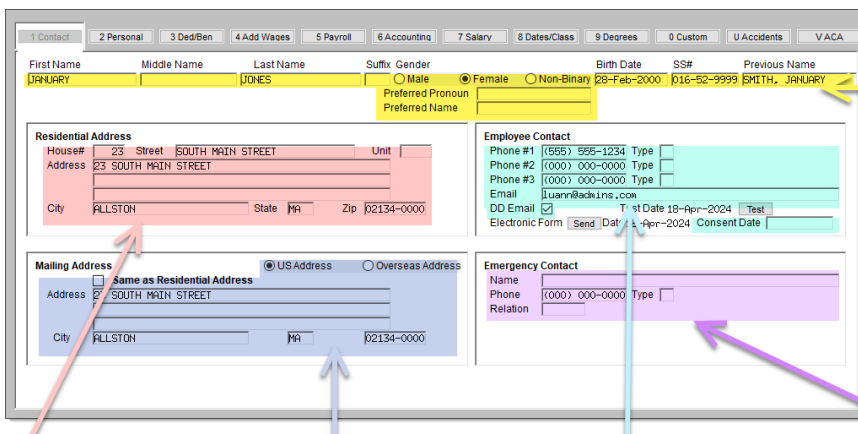 1 Contact 2 Personal 3 Ded/Ben 4 Add Wages 5 Payroll 6 Accounting 7 Salary 8 Dates/Class 9 Degrees 0 Custom U Accidents V ACA
First Name Middle Name Last Name Suffix Gender Birth Date SS# Previous Name
JANUARY JONES Male Female Non-Binary 28-Feb-2000 016-52-9999 SMITH, JANUARY
Preferred Pronoun
Preferred Name
Residential Address
House# 23 Street SOUTH MAIN STREET Unit
Address 23 SOUTH MAIN STREET
City ALLSTON State MA Zip 02134-0000
Employee Contact
Phone #1 (555) 555-1234 Type
Phone #2 (000) 000-0000 Type
Phone #3 (000) 000-0000 Type
Email luann@admins.com
DD Email Test Date 18-Apr-2024 Test
Electronic Form Send Date -Apr-2024 Consent Date
Mailing Address US Address Overseas Address
Same as Residential Address
Address 23 SOUTH MAIN STREET
City ALLSTON MA 02134-0000
Emergency Contact
Name
Phone (000) 000-0000 Type
Relation